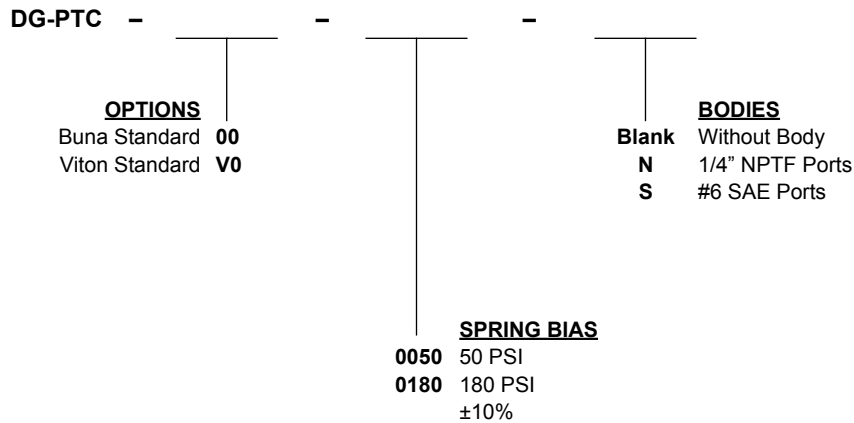 DG-PTC – – –
OPTIONS
Buna Standard 00
Viton Standard V0
BODIES
Blank Without Body
N 1/4” NPTF Ports
S #6 SAE Ports
SPRING BIAS
0050 50 PSI
0180 180 PSI
±10%